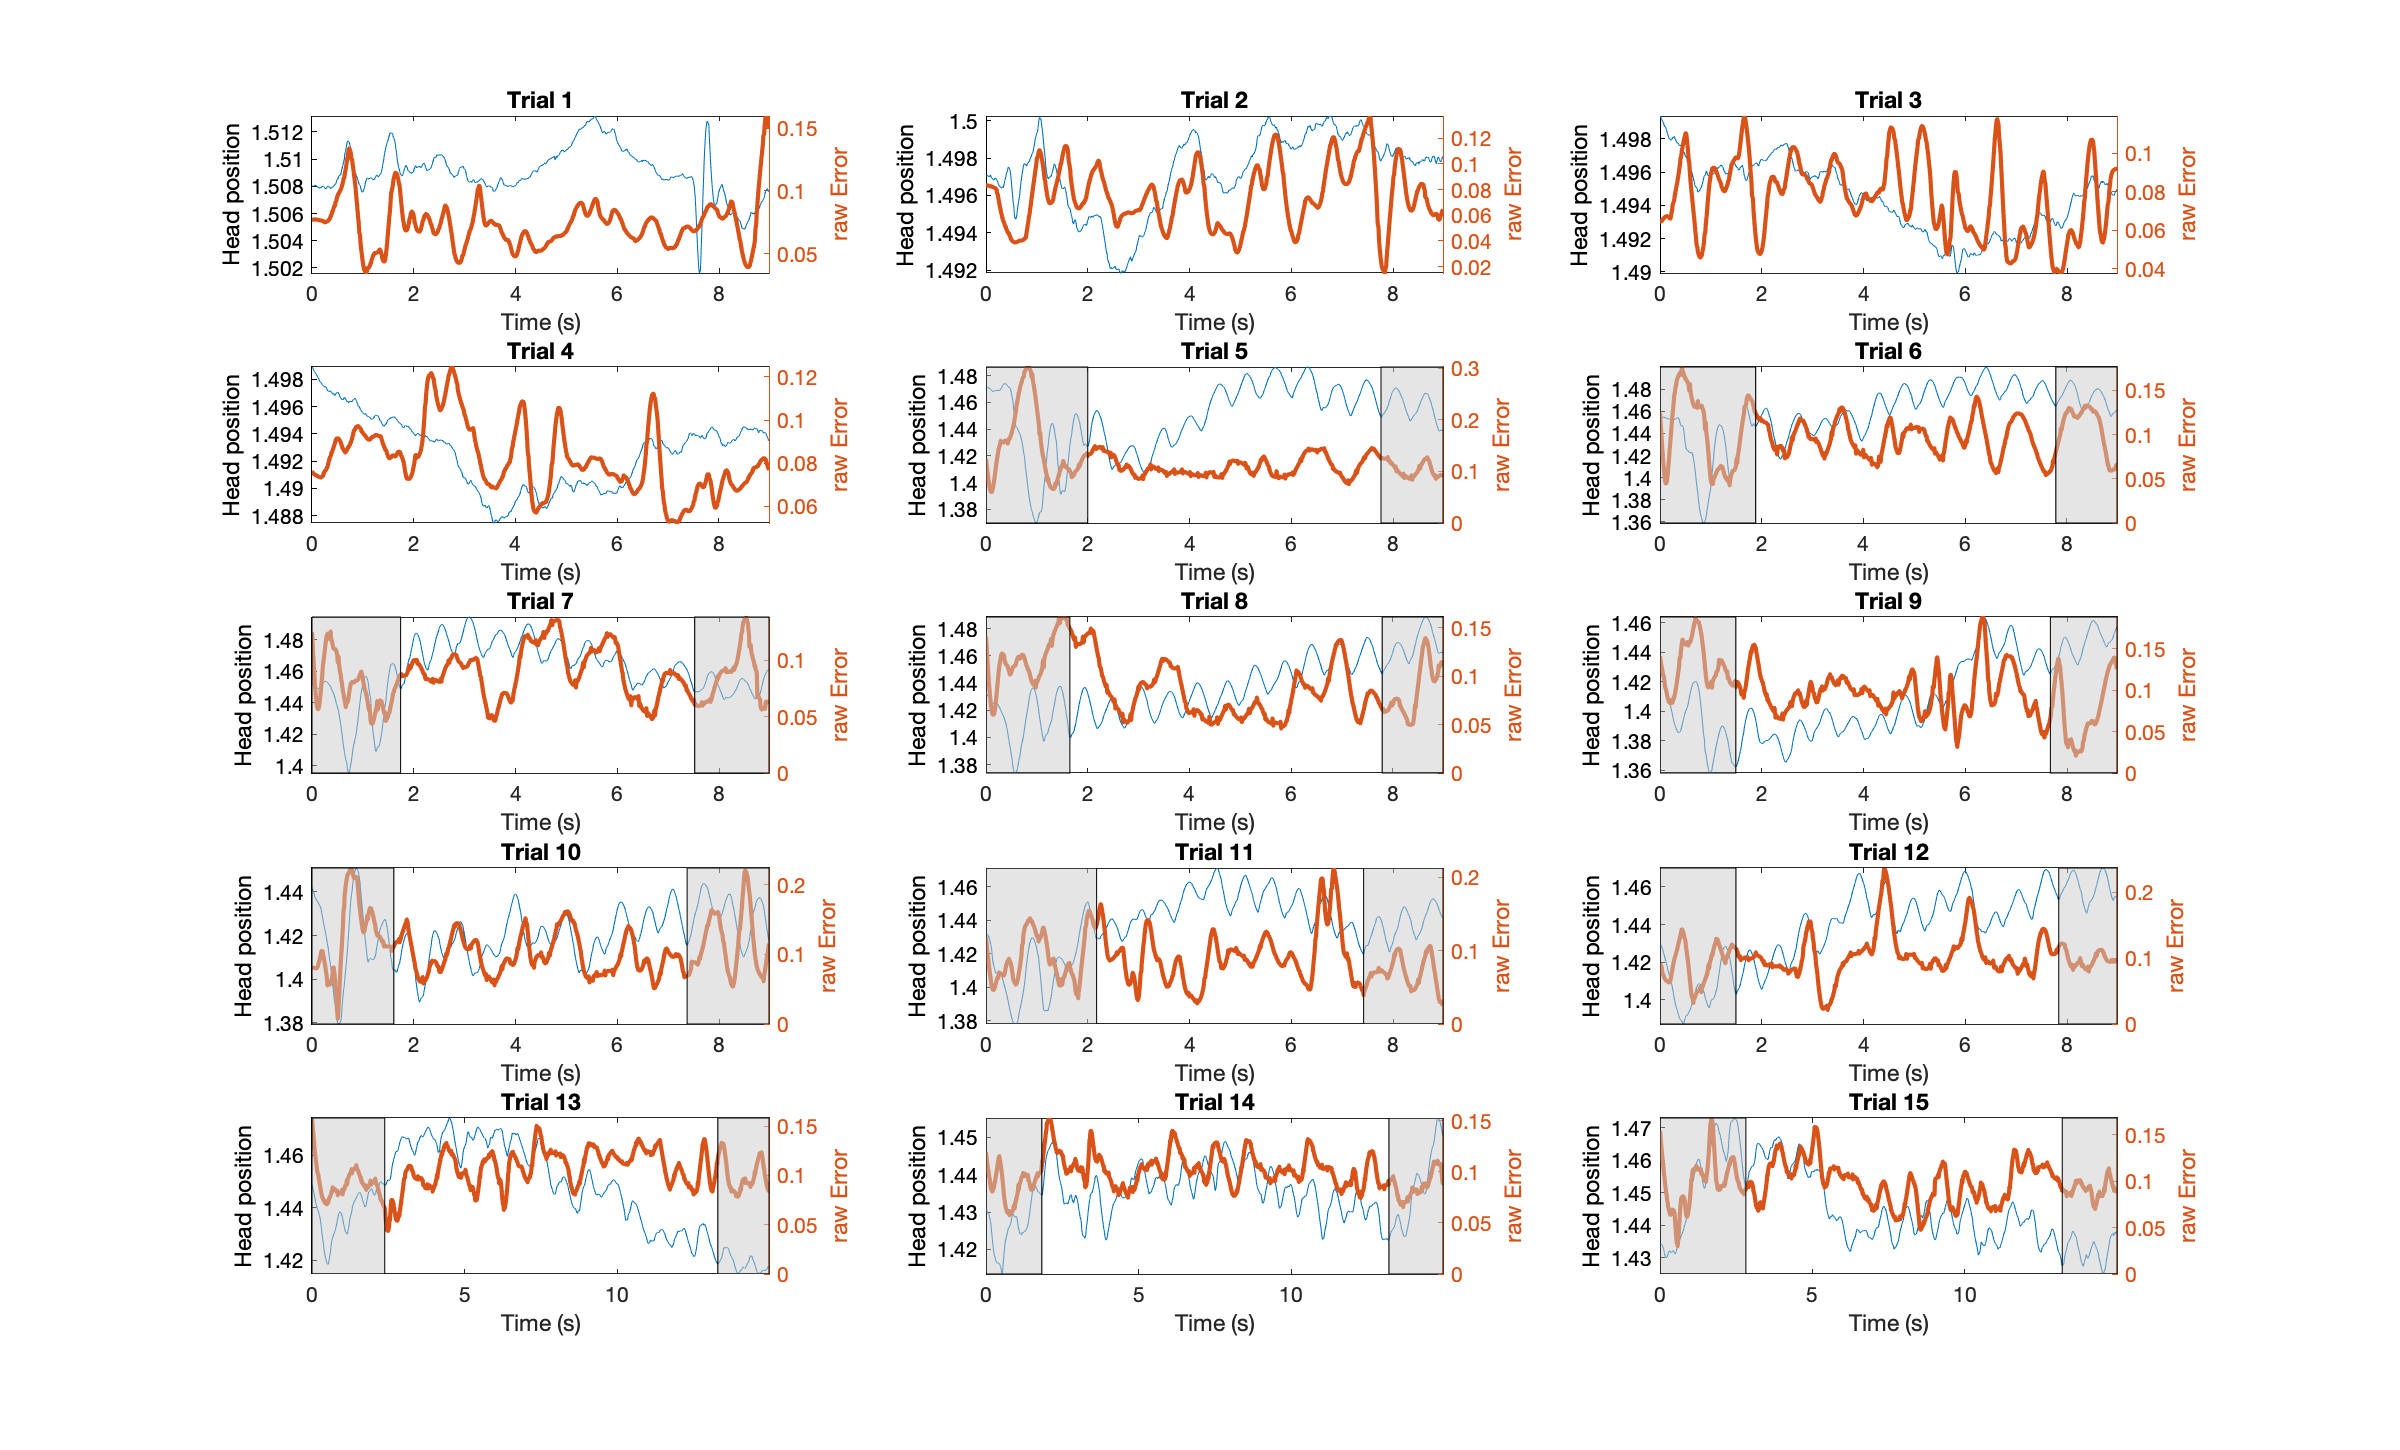 Trial 1
Head position
1.512
1.51
1.508
1.506
1.504
1.502
0.15
0.1
0.05
raw Error
0 2 4 6 8
Time (s)
Trial 2
Head position
1.5
1.498
1.496
1.494
1.492
0.12
0.1
0.08
0.06
0.04
0.02
raw Error
0 2 4 6 8
Time (s)
Trial 3
Head position
1.498
1.496
1.494
1.492
1.49
0.1
0.08
0.06
0.04
raw Error
0 2 4 6 8
Time (s)
Trial 4
Head position
1.498
1.496
1.494
1.492
1.49
1.488
0.12
0.1
0.08
0.06
raw Error
0 2 4 6 8
Time (s)
Trial 5
Head position
1.48
1.46
1.44
1.42
1.4
1.38
0.3
0.2
0.1
0
raw Error
0 2 4 6 8
Time (s)
Trial 6
Head position
1.48
1.46
1.44
1.42
1.4
1.38
1.36
0.15
0.1
0.05
0
raw Error
0 2 4 6 8
Time (s)
Trial 7
Head position
1.48
1.46
1.44
1.42
1.4
0.1
0.05
0
raw Error
0 2 4 6 8
Time (s)
Trial 8
Head position
1.48
1.46
1.44
1.42
1.4
1.38
0.15
0.1
0.05
0
raw Error
0 2 4 6 8
Time (s)
Trial 9
Head position
1.46
1.44
1.42
1.4
1.38
1.36
0.15
0.1
0.05
0
raw Error
0 2 4 6 8
Time (s)
Trial 10
Head position
1.44
1.42
1.4
1.38
0.2
0.1
0
raw Error
0 2 4 6 8
Time (s)
Trial 11
Head position
1.46
1.44
1.42
1.4
1.38
0.2
0.1
0
raw Error
0 2 4 6 8
Time (s)
Trial 12
Head position
1.46
1.44
1.42
1.4
0.2
0.1
0
raw Error
0 2 4 6 8
Time (s)
Trial 13
Head position
1.46
1.44
1.42
0.15
0.1
0.05
0
raw Error
0 5 10
Time (s)
Trial 14
Head position
1.45
1.44
1.43
1.42
0.15
0.1
0.05
0
raw Error
0 5 10
Time (s)
Trial 15
Head position
1.47
1.46
1.45
1.44
1.43
0.15
0.1
0.05
0
raw Error
0 5 10
Time (s)